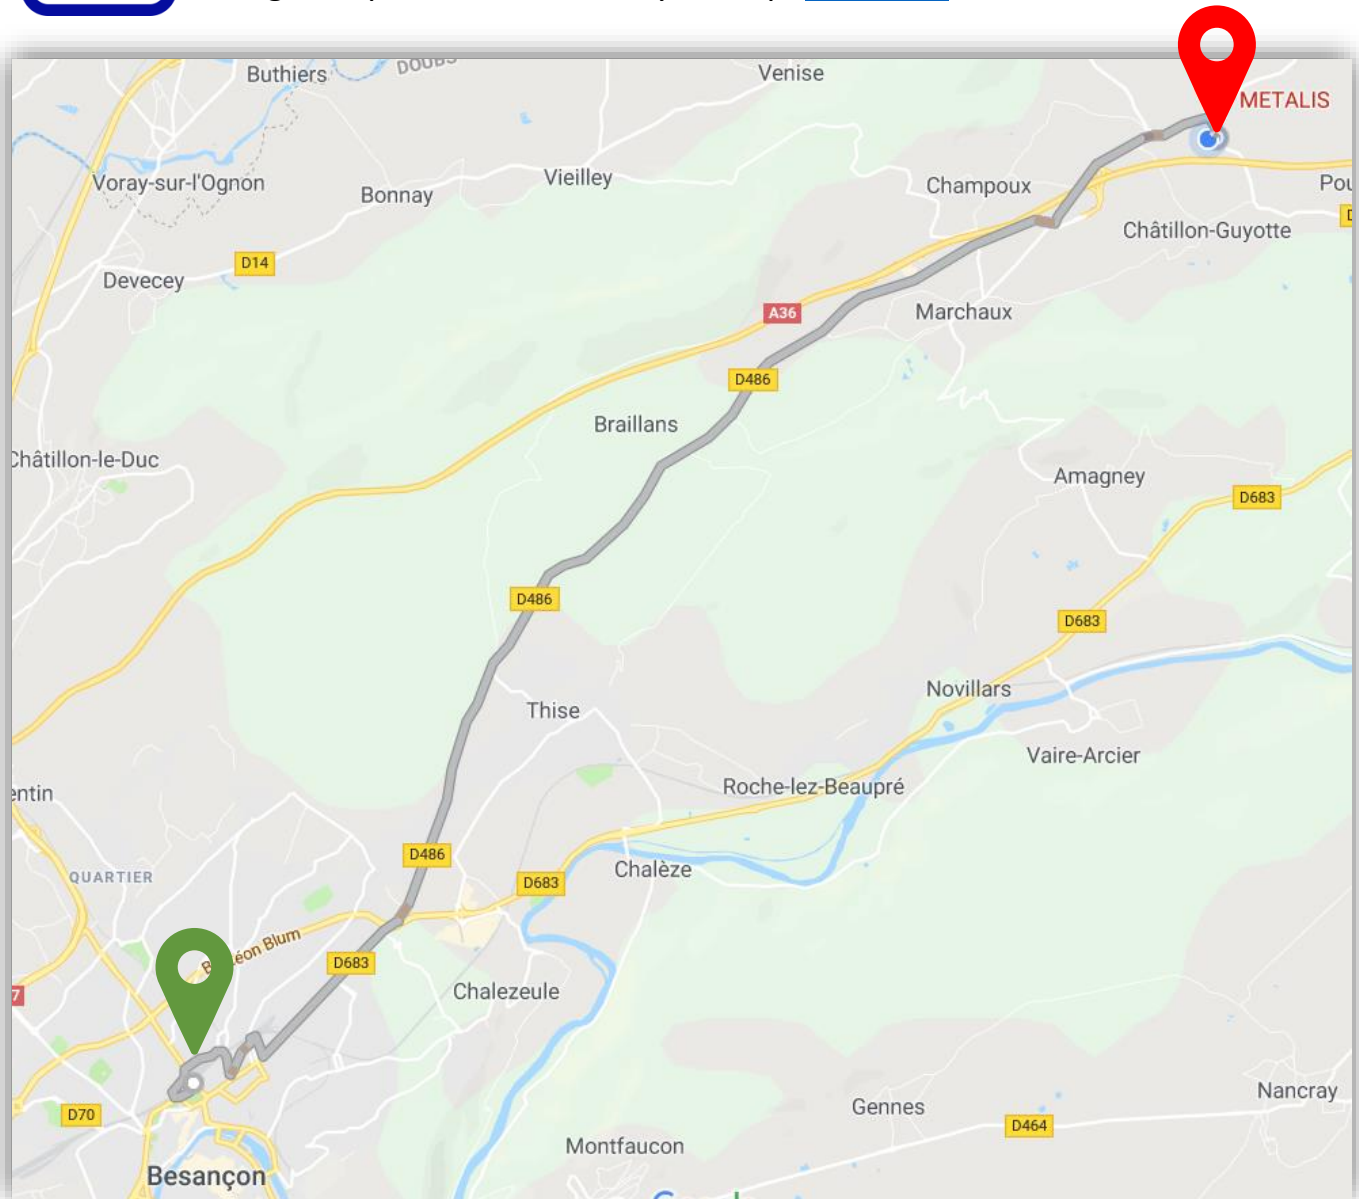 Buthiers
DOUBS
Venise
METALIS
Voray-sur-l'Ognon
Bonnay
Vieilley
Champoux
Châtillon-Guyotte
D14
Devecey
A36
Marchaux
D486
Braillans
Châtillon-le-Duc
Amagney
D683
D486
D683
Novillars
Thise
Vaire-Arcier
Roche-lez-Beaupré
QUARTIER
D486
Chalèze
D683
Léon Blum
D683
Chalezeule
7
Nancray
Gennes
D70
D464
Montfaucon
Besançon